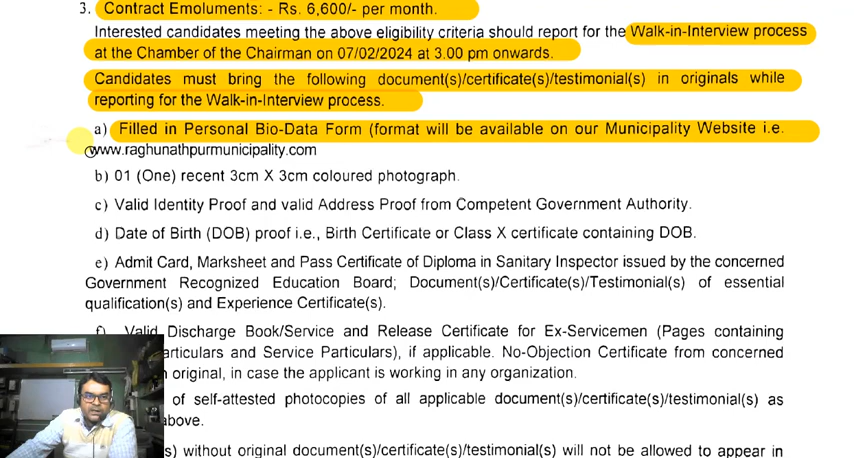 3. Contract Emoluments: - Rs. 6,600/- per month.
Interested candidates meeting the above eligibility criteria should report for the Walk-in-Interview process
at the Chamber of the Chairman on 07/02/2024 at 3.00 pm onwards.
Candidates must bring the following document(s)/certificate(s)/testimonial(s) in originals while
reporting for the Walk-in-Interview process.
a) Filled in Personal Bio-Data Form (format will be available on our Municipality Website i.e.
www.raghunathpurmunicipality.com
b) 01 (One) recent 3cm X 3cm coloured photograph.
c) Valid Identity Proof and valid Address Proof from Competent Government Authority.
d) Date of Birth (DOB) proof i.e., Birth Certificate or Class X certificate containing DOB.
e) Admit Card, Marksheet and Pass Certificate of Diploma in Sanitary Inspector issued by the concerned
Government Recognized Education Board; Document(s)/Certificate(s)/Testimonial(s) of essential
qualification(s) and Experience Certificate(s).
f) Valid Discharge Book/Service and Release Certificate for Ex-Servicemen (Pages containing
articulars and Service Particulars), if applicable. No-Objection Certificate from concerned
original, in case the applicant is working in any organization.
of self-attested photocopies of all applicable document(s)/certificate(s)/testimonial(s) as
above.
s) without original document(s)/certificate(s)/testimonial(s) will not be allowed to appear in